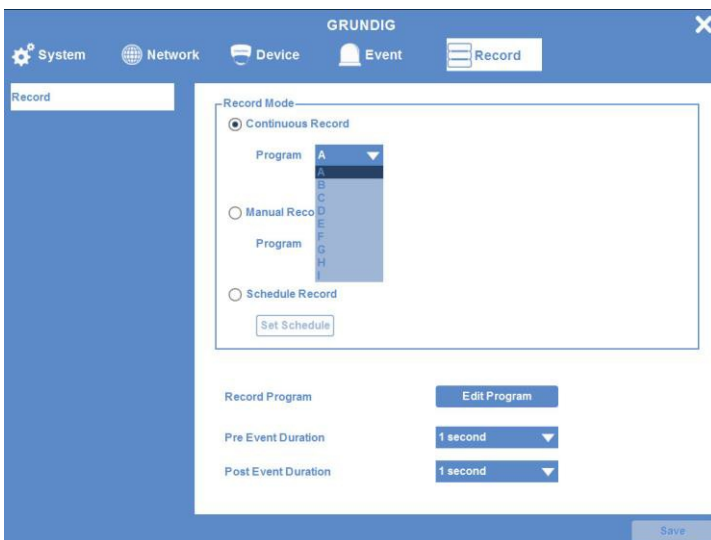 GRUNDIG
System Network Device Event Record
Record
Record Mode
Continuous Record
Program A
A
B
C
Manual Reco D
E
F
Program G
H
I
Schedule Record
Set Schedule
Record Program Edit Program
Pre Event Duration 1 second
Post Event Duration 1 second
Save